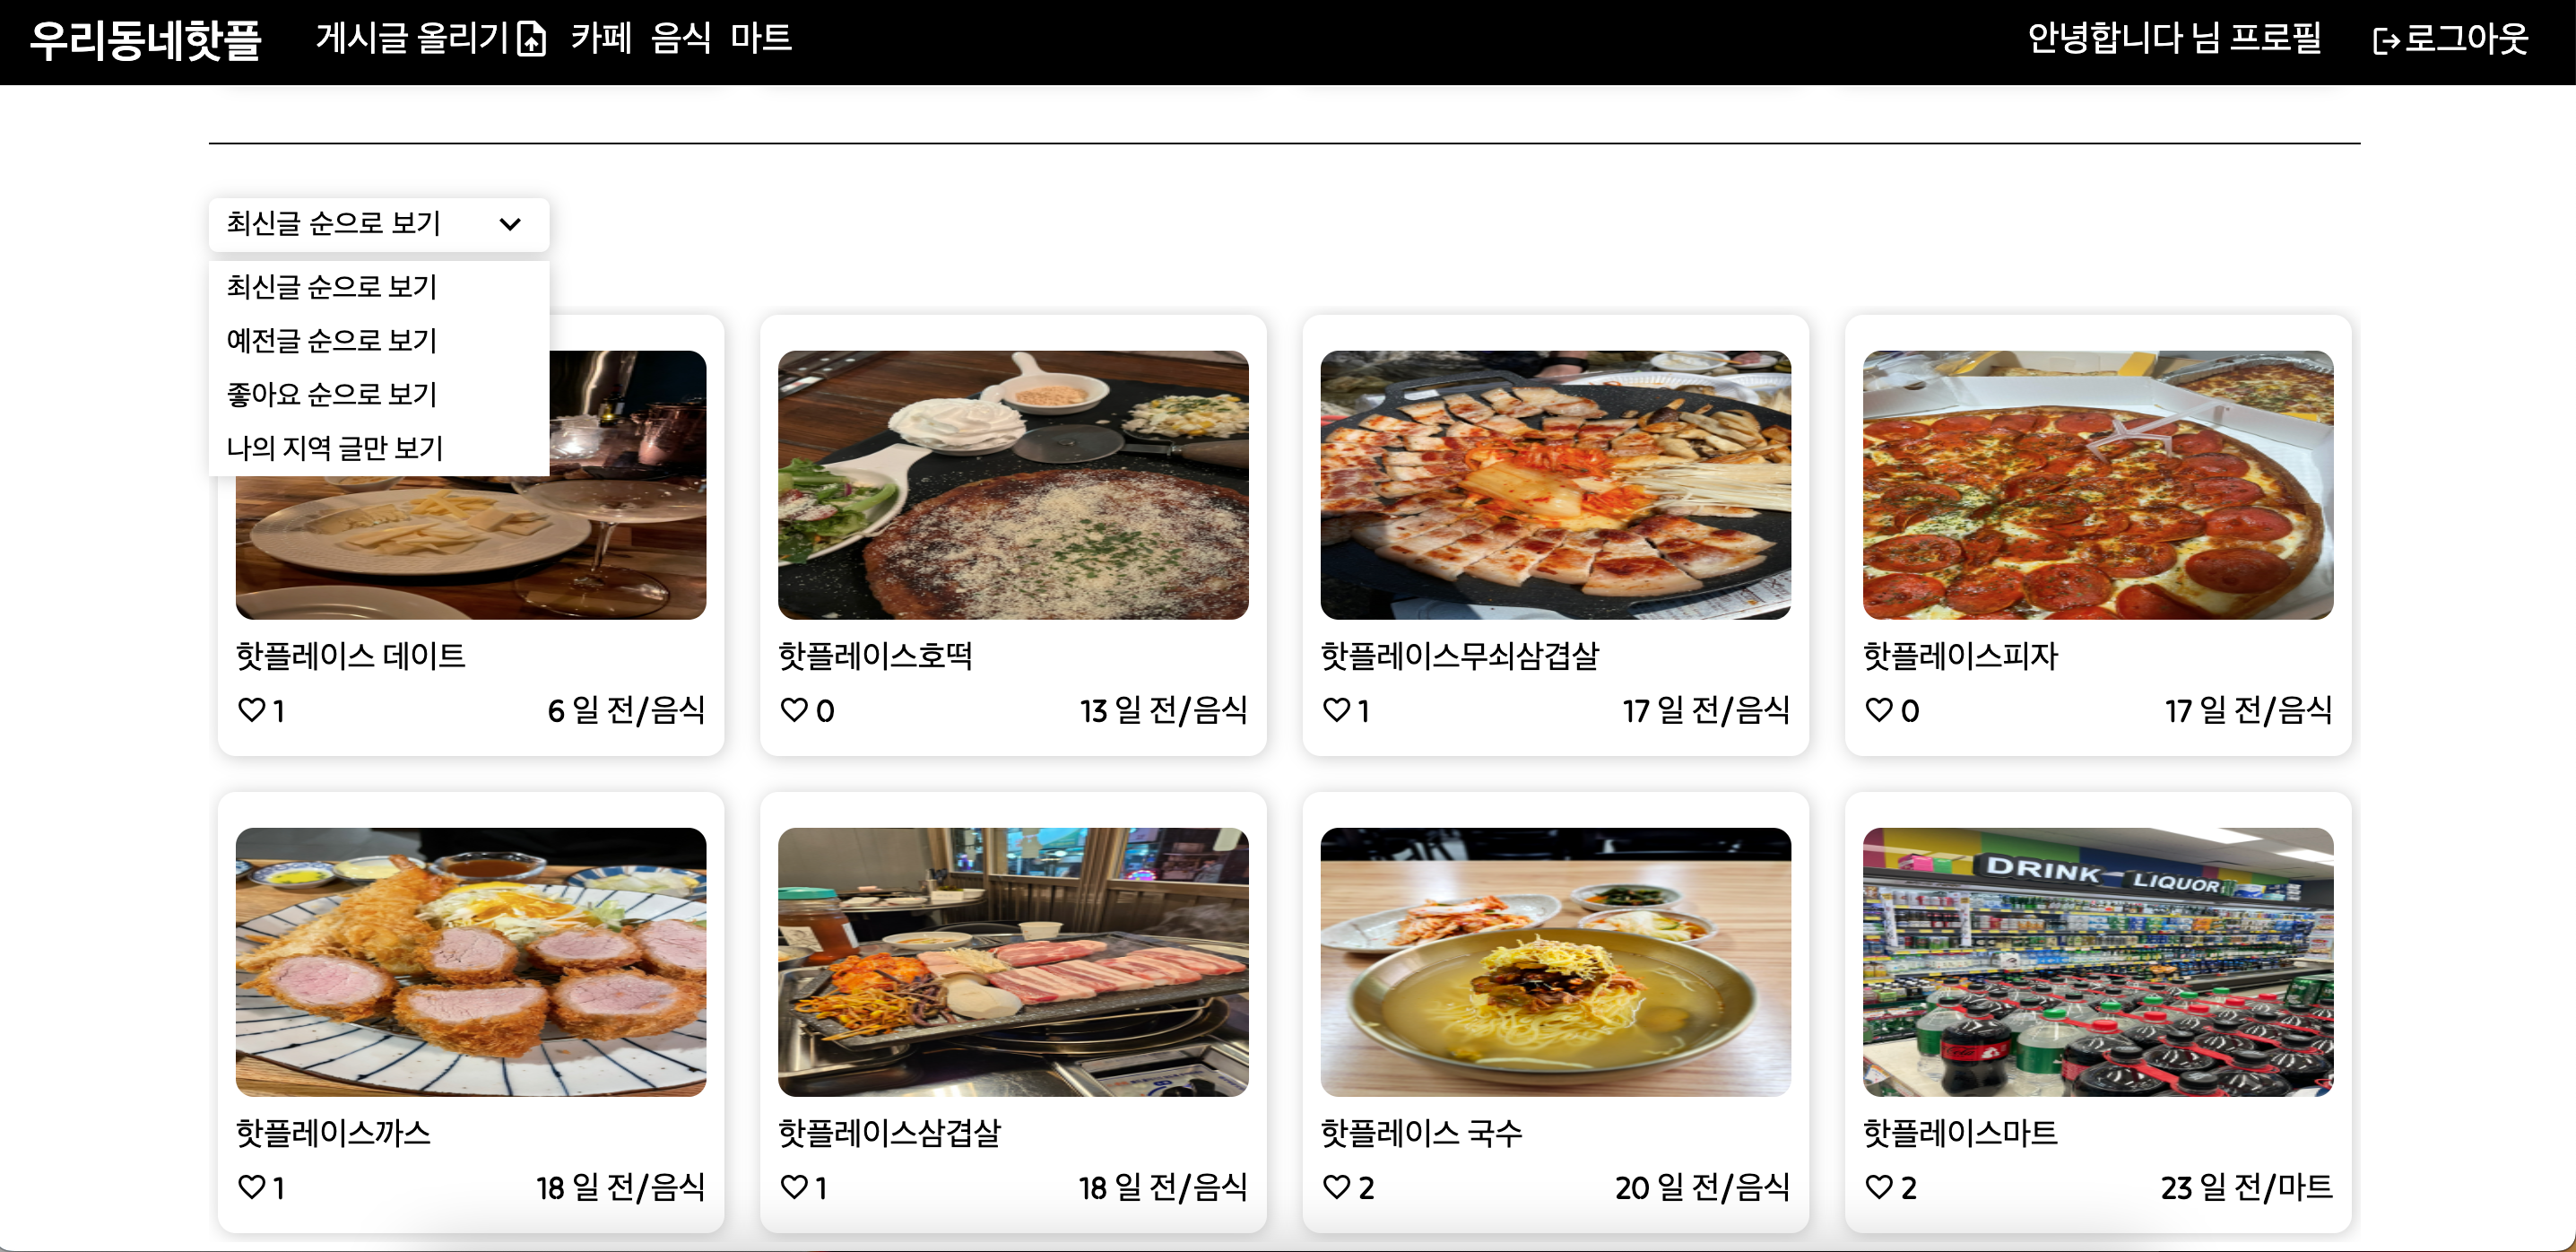 우리동네핫플 게시글 올리기 카페 음식 마트 안녕합니다 님 프로필 로그아웃
최신글 순으로 보기
최신글 순으로 보기
예전글 순으로 보기
좋아요 순으로 보기
나의 지역 글만 보기
핫플레이스 데이트
1 6 일 전/음식
핫플레이스호떡
0 13 일 전/음식
핫플레이스무쇠삼겹살
1 17 일 전/음식
핫플레이스피자
0 17 일 전/음식
핫플레이스까스
1 18 일 전/음식
핫플레이스삼겹살
1 18 일 전/음식
핫플레이스 국수
2 20 일 전/음식
DRINK LIQUOR
핫플레이스마트
2 23 일 전/마트